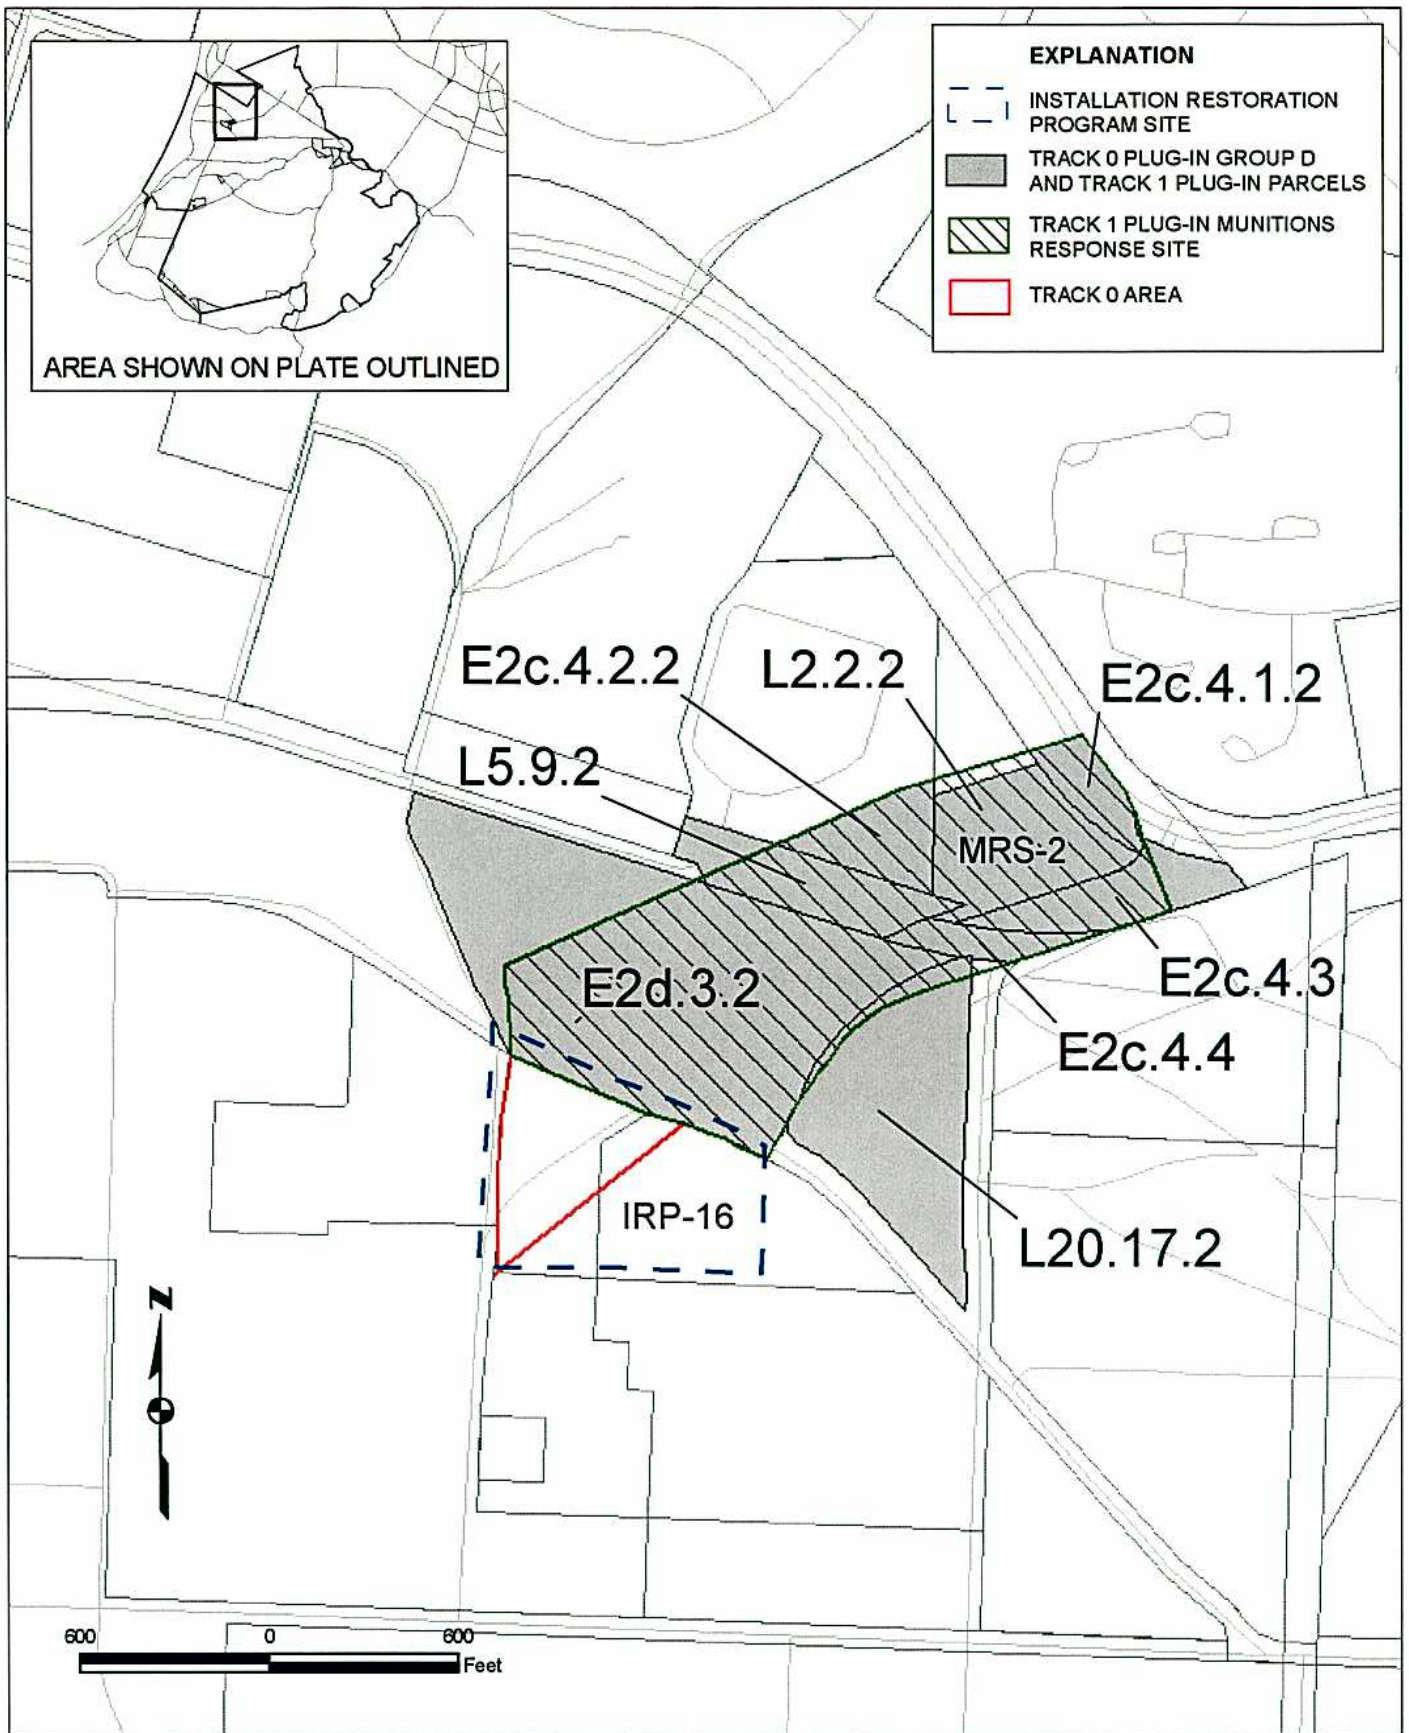 AREA SHOWN ON PLATE OUTLINED
EXPLANATION
INSTALLATION RESTORATION
PROGRAM SITE
TRACK 0 PLUG-IN GROUP D
AND TRACK 1 PLUG-IN PARCELS
TRACK 1 PLUG-IN MUNITIONS
RESPONSE SITE
TRACK 0 AREA
E2c.4.2.2
L2.2.2
E2c.4.1.2
L5.9.2
MRS-2
E2d.3.2
E2c.4.3
E2c.4.4
IRP-16
L20.17.2
N
600 0 600
Feet